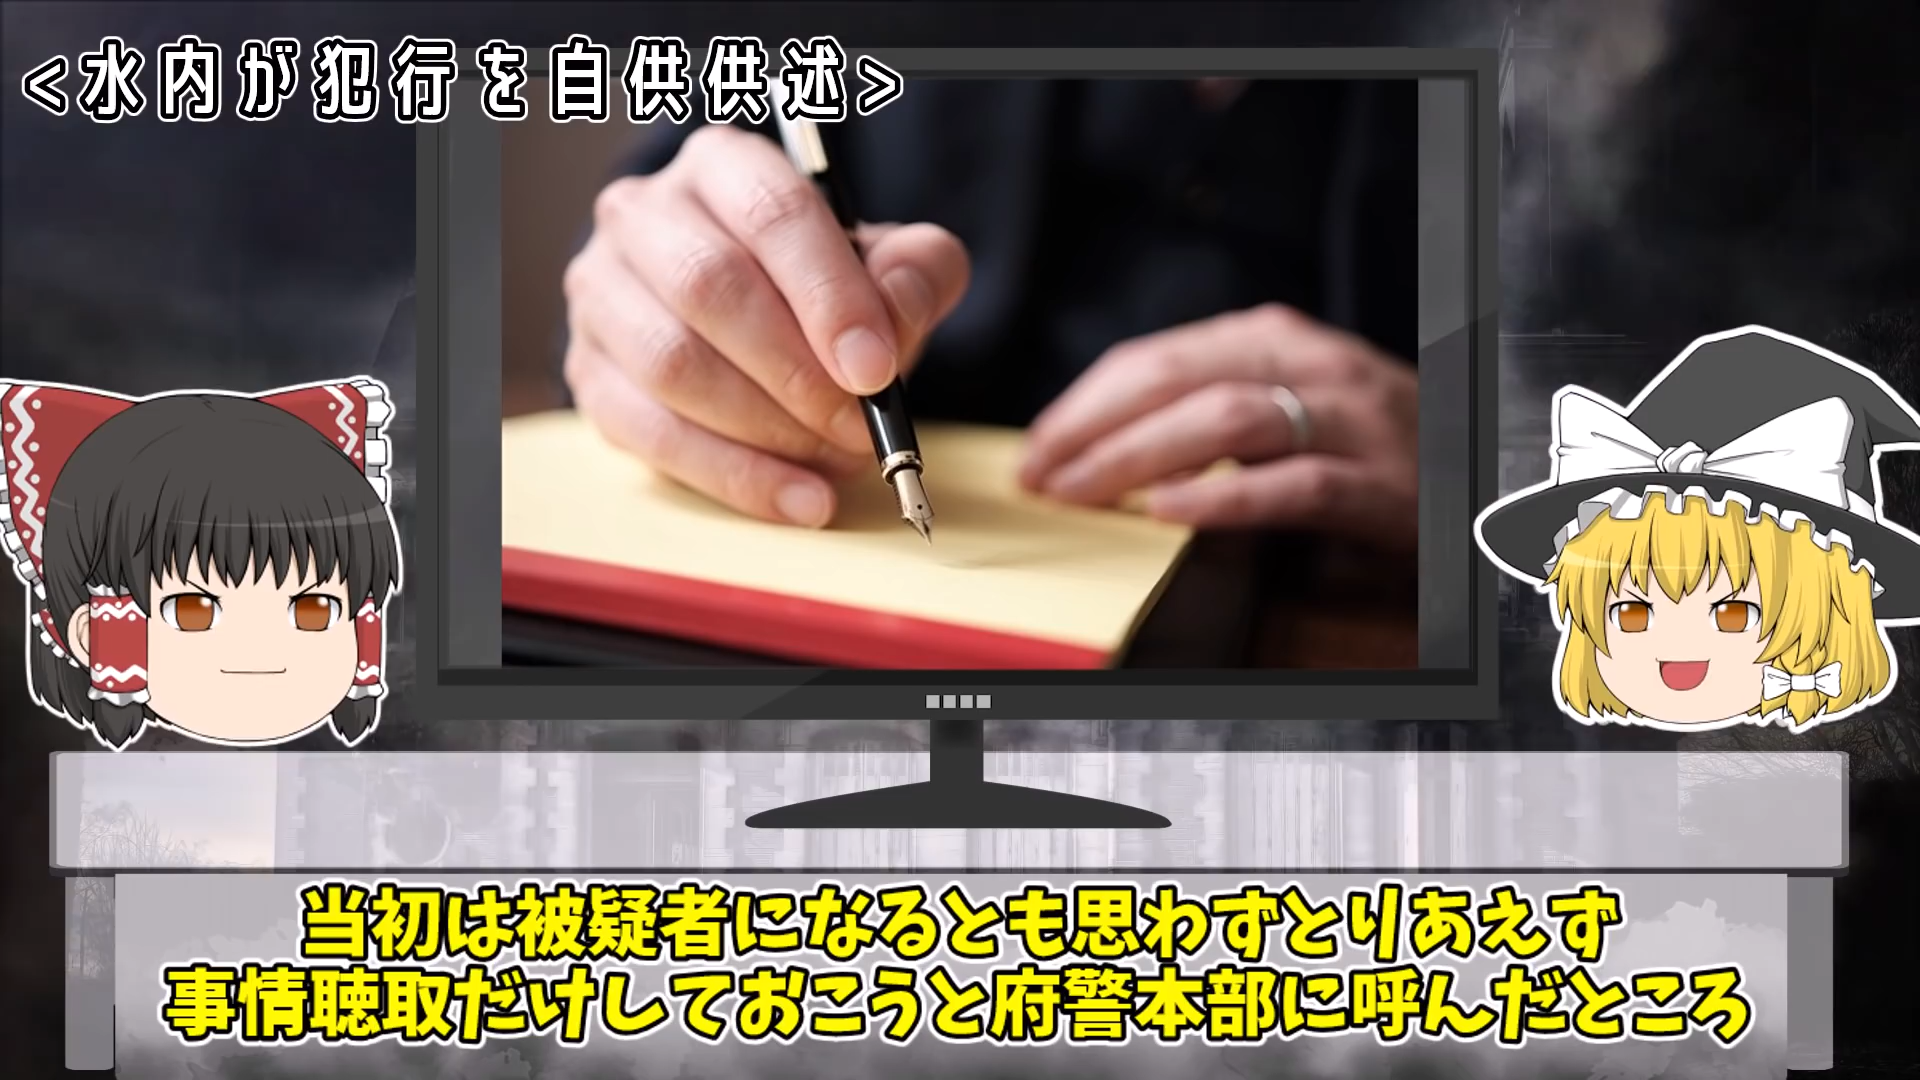 <水内が犯行を自供供述>
当初は被疑者になるとも思わずとりあえず
事情聴取だけしておこうと府警本部に呼んだところ